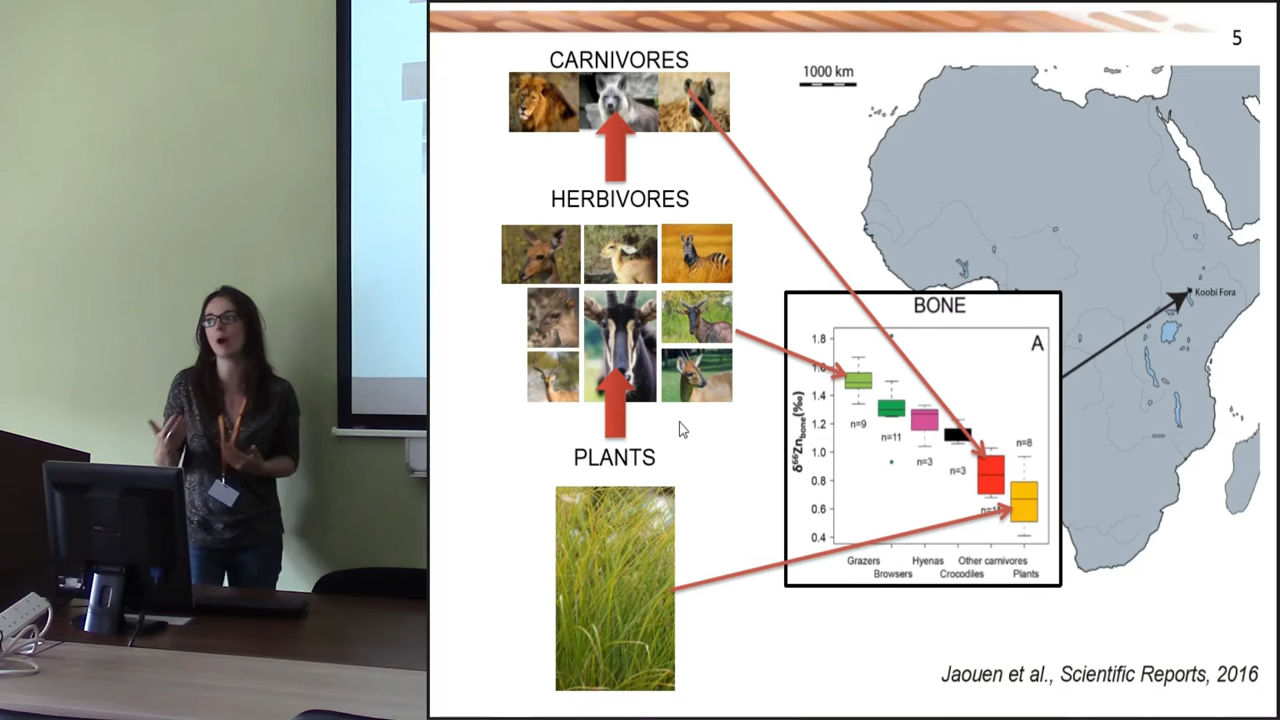 5
CARNIVORES
1000 km
HERBIVORES
Koobi Fora
BONE
A
1.8
1.4
1.2
1.0
0.8
0.6
0.4
δ⁶⁶Znbone(‰)
n=9
n=11
n=3
n=3
n=8
PLANTS
Grazers
Hyenas
Other carnivores
Browsers
Crocodiles
Plants
Jaouen et al., Scientific Reports, 2016